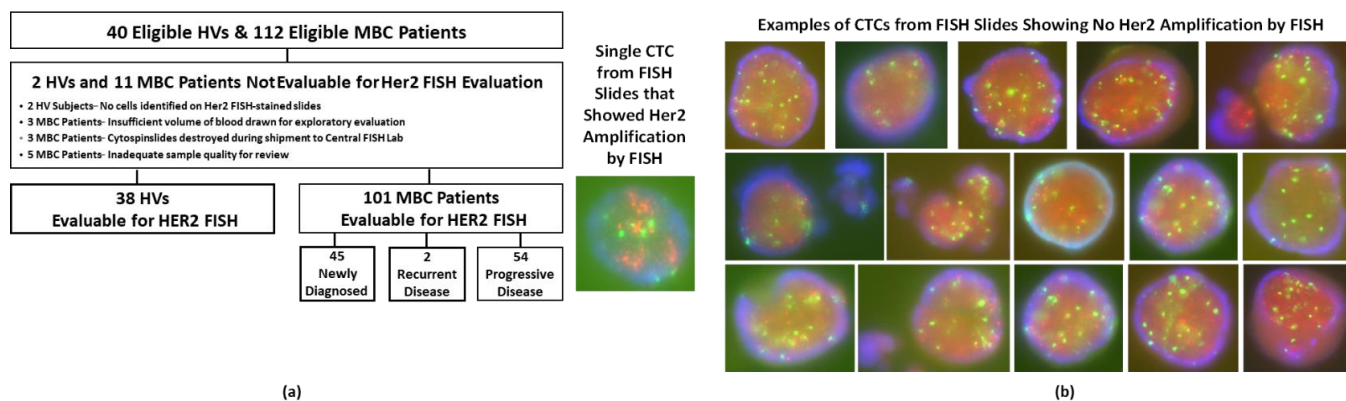 40 Eligible HVs & 112 Eligible MBC Patients
2 HVs and 11 MBC Patients NotEvaluable for Her2 FISH Evaluation
• 2 HV Subjects– No cells identified on Her2 FISH-stained slides
• 3 MBC Patients- Insufficient volume of blood drawn for exploratory evaluation
• 3 MBC Patients- Cytospinslides destroyed during shipment to Central FISH Lab
• 5 MBC Patients- Inadequate sample quality for review
38 HVs
Evaluable for HER2 FISH
101 MBC Patients
Evaluable for HER2 FISH
45
Newly
Diagnosed
2
Recurrent
Disease
54
Progressive
Disease
Single CTC
from FISH
Slides that
Showed Her2
Amplification
by FISH
(a)
Examples of CTCs from FISH Slides Showing No Her2 Amplification by FISH
(b)